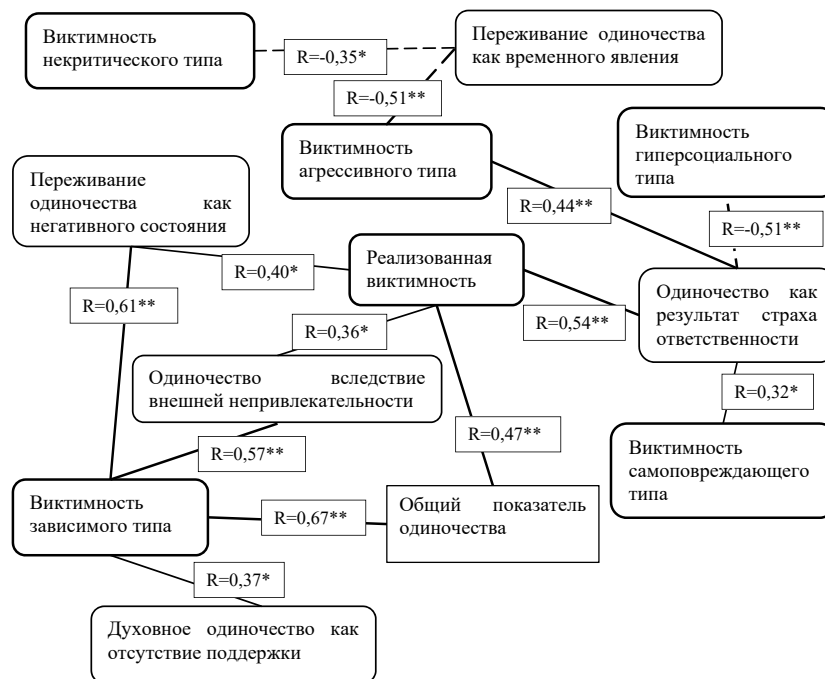 Виктимность
некритического типа
R=-0,35*
Переживание одиночества
как временного явления
R=-0,51**
Виктимность
агрессивного типа
Виктимность
гиперсоциального
типа
Переживание
одиночества как
негативного состояния
R=0,44**
R=-0,51**
R=0,40*
Реализованная
виктимность
R=0,61**
R=0,54**
Одиночество как
результат страха
ответственности
R=0,36*
Одиночество вследствие
внешней непривлекательности
R=0,32*
R=0,57**
R=0,47**
Виктимность
самоповреждающего
типа
Виктимность
зависимого типа
R=0,67**
Общий показатель
одиночества
R=0,37*
Духовное одиночество как
отсутствие поддержки